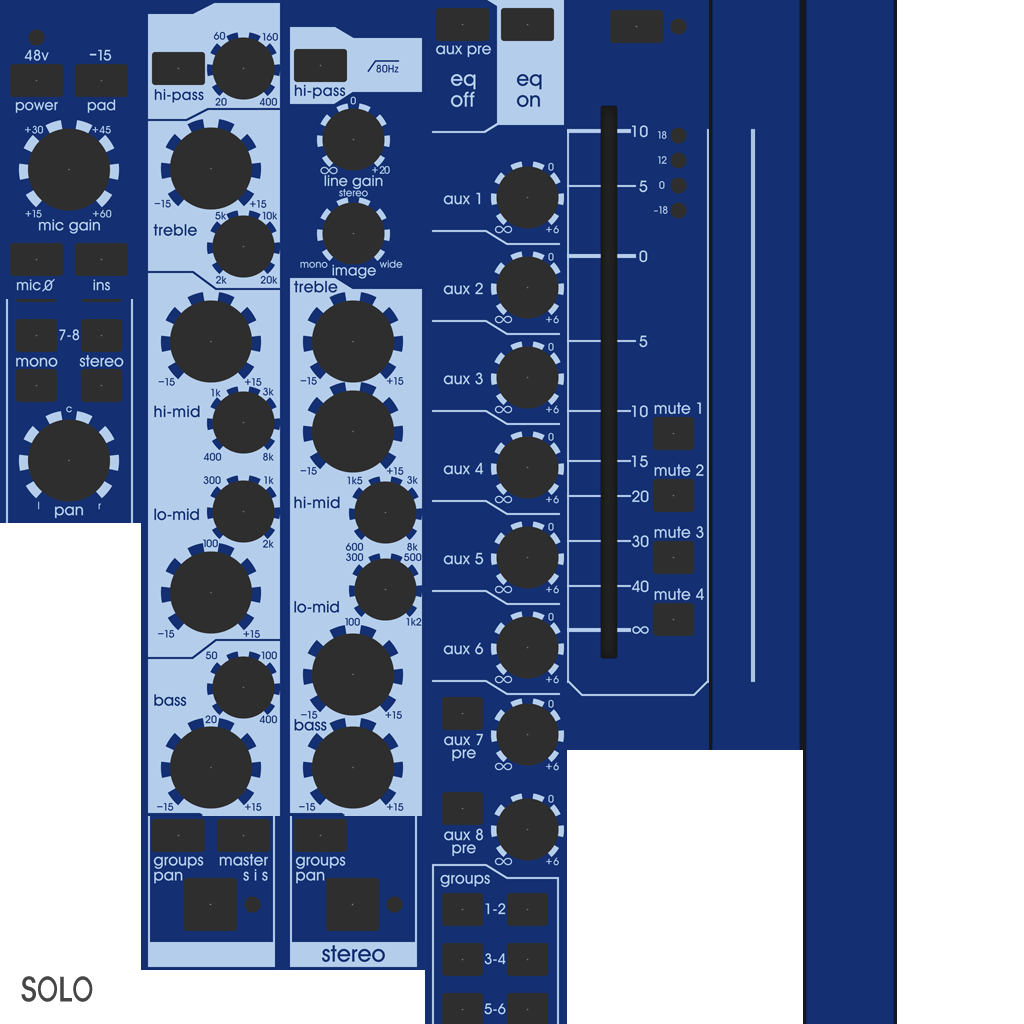 48v
−15
power
pad
+30
+45
+15
+60
mic gain
micØ
ins
7-8
mono
stereo
c
l
r
pan
60
160
hi-pass
20
400
−15
+15
treble
5k
10k
2k
20k
−15
+15
hi-mid
1k
3k
400
8k
300
1k
lo-mid
2k
100
−15
+15
50
100
bass
20
400
−15
+15
groups
master
pan
s i s
80Hz
hi-pass
0
∞
+20
line gain
stereo
mono
wide
image
treble
−15
+15
−15
+15
1k5
3k
hi-mid
600
8k
300
500
lo-mid
100
1k2
−15
+15
bass
−15
+15
groups
pan
stereo
aux pre
eq
off
eq
on
0
aux 1
∞
+6
0
aux 2
∞
+6
0
aux 3
∞
+6
0
aux 4
∞
+6
0
aux 5
∞
+6
0
aux 6
∞
+6
0
aux 7
pre
∞
+6
0
aux 8
pre
∞
+6
groups
1-2
3-4
5-6
10
5
0
5
10
15
20
30
40
∞
18
12
0
-18
mute 1
mute 2
mute 3
mute 4
SOLO